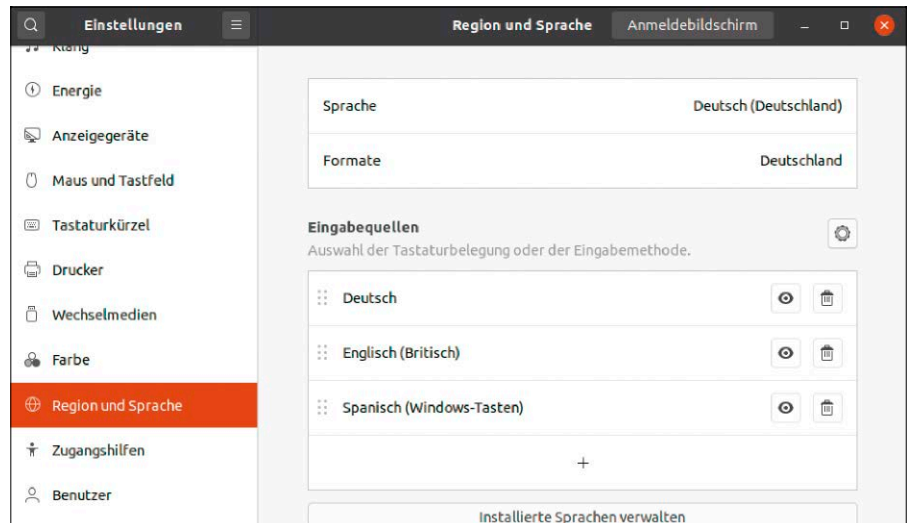 Einstellungen
Region und Sprache
Anmeldebildschirm
Klang
Energie
Anzeigegeräte
Maus und Tastfeld
Tastaturkürzel
Drucker
Wechselmedien
Farbe
Region und Sprache
Zugangshilfen
Benutzer
Sprache Deutsch (Deutschland)
Formate Deutschland
Eingabequellen
Auswahl der Tastaturbelegung oder der Eingabemethode.
Deutsch
Englisch (Britisch)
Spanisch (Windows-Tasten)
+
Installierte Sprachen verwalten